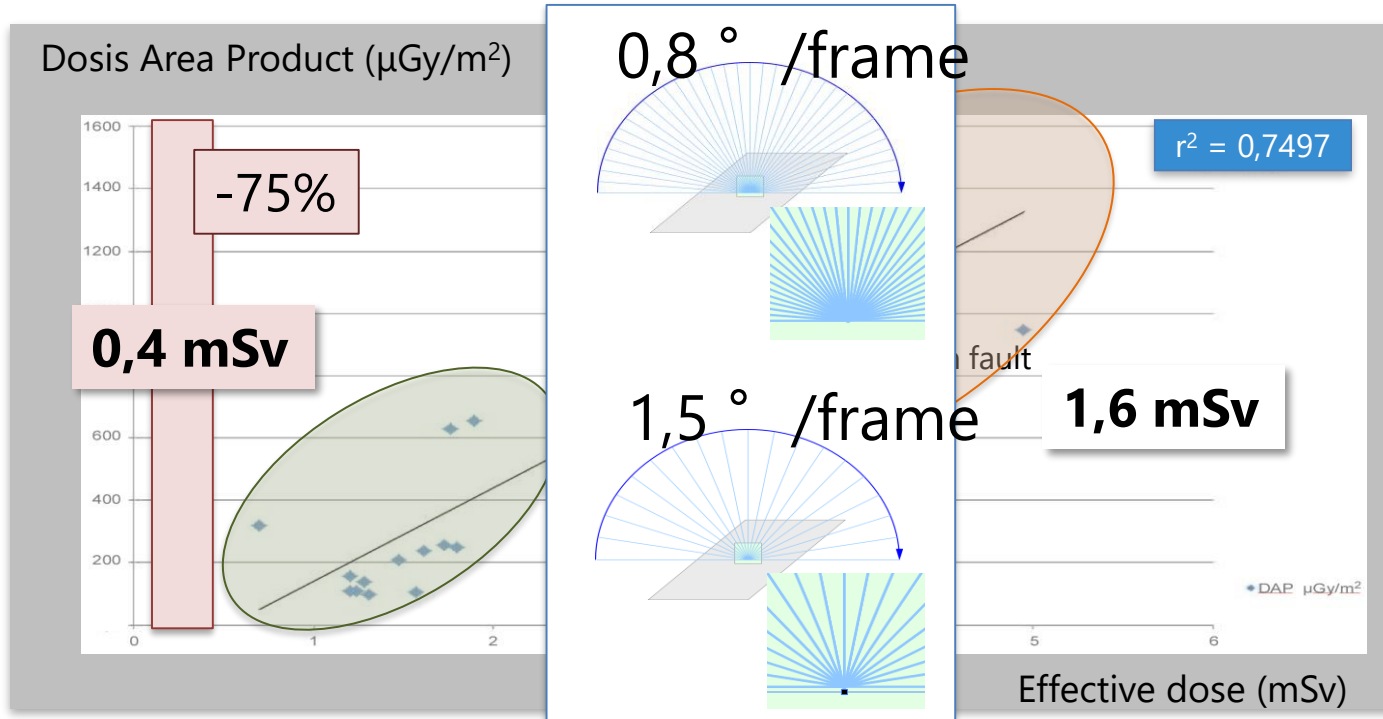 Dosis Area Product (µGy/m²)
0,8 ° /frame
r² = 0,7497
1600
1400
1200
-75%
0,4 mSv
fault
1,6 mSv
1,5 ° /frame
600
400
200
0
1
2
5
6
DAP µGy/m²
Effective dose (mSv)